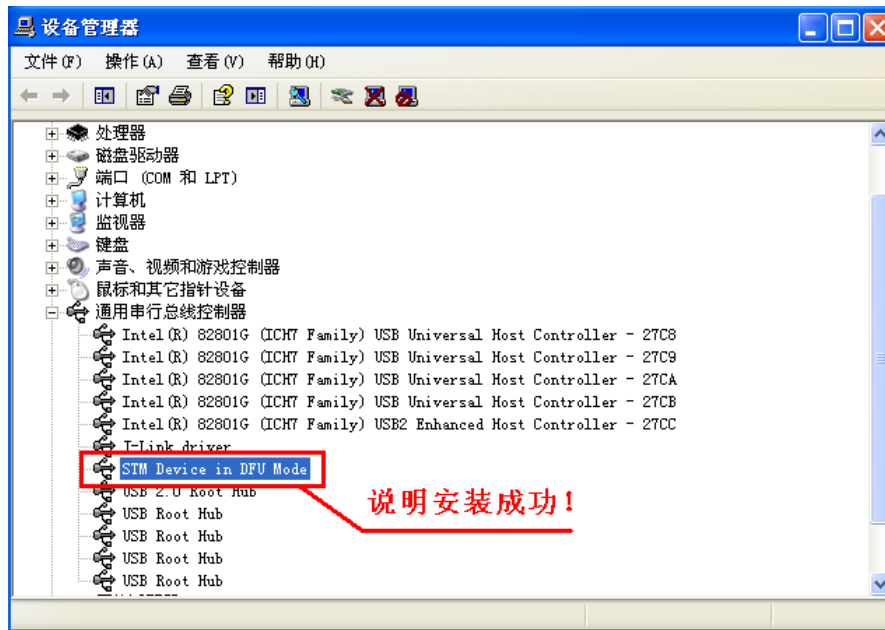 设备管理器
文件(F) 操作(A) 查看(V) 帮助(H)
处理器
磁盘驱动器
端口 (COM 和 LPT)
计算机
监视器
键盘
声音、视频和游戏控制器
鼠标和其它指针设备
通用串行总线控制器
Intel(R) 82801G (ICH7 Family) USB Universal Host Controller - 27C8
Intel(R) 82801G (ICH7 Family) USB Universal Host Controller - 27C9
Intel(R) 82801G (ICH7 Family) USB Universal Host Controller - 27CA
Intel(R) 82801G (ICH7 Family) USB Universal Host Controller - 27CB
Intel(R) 82801G (ICH7 Family) USB2 Enhanced Host Controller - 27CC
J-Link driver
STM Device in DFU Mode
USB 2.0 Root Hub
说明安装成功!
USB Root Hub
USB Root Hub
USB Root Hub
USB Root Hub